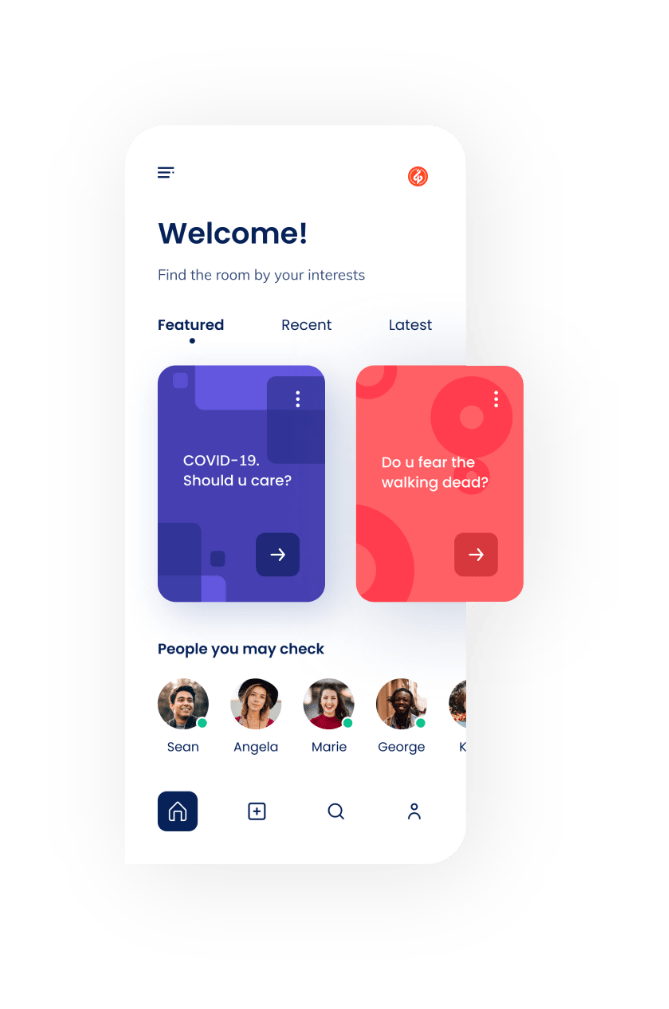 Welcome!
Find the room by your interests
Featured
Recent
Latest
COVID-19.
Should u care?
Do u fear the
walking dead?
People you may check
Sean
Angela
Marie
George